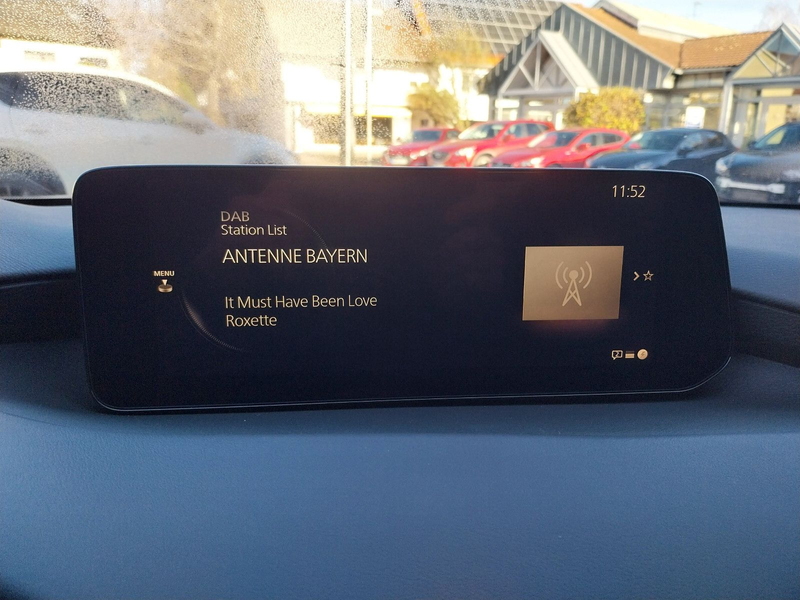 11:52
DAB
Station List
ANTENNE BAYERN
MENU
It Must Have Been Love
Roxette